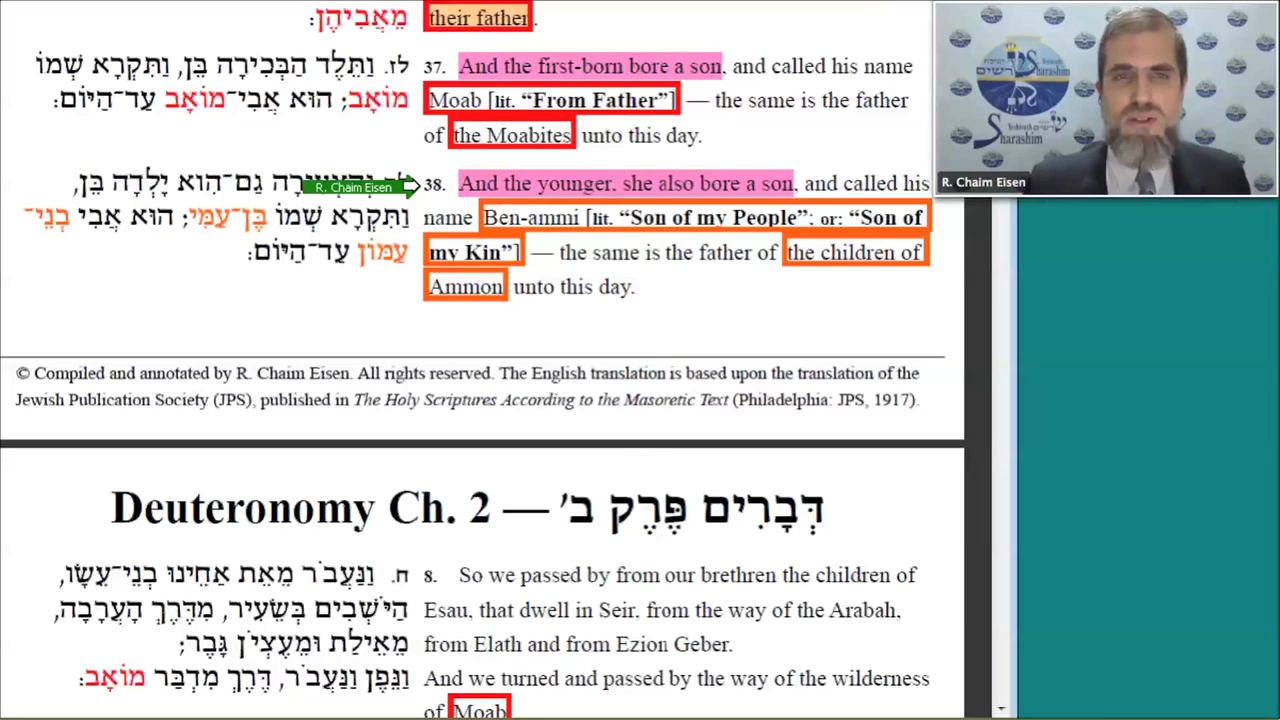 מֵאֲבִיהֶן׃
their father.
לז. וַתֵּלֶד הַבְּכִירָה בֵּן, וַתִּקְרָא שְׁמוֹ
מוֹאָב; הוּא אֲבִי־מוֹאָב עַד־הַיּוֹם׃
37. And the first-born bore a son, and called his name
Moab [lit. “From Father”] — the same is the father
of the Moabites unto this day.
גַם־הִוא יָלְדָה בֵּן,
וַתִּקְרָא שְׁמוֹ בֶּן־עַמִּי; הוּא אֲבִי בְנֵי־
עַמּוֹן עַד־הַיּוֹם׃
R. Chaim Eisen
38. And the younger, she also bore a son, and called his
name Ben-ammi [lit. “Son of my People”; or: “Son of
my Kin”] — the same is the father of the children of
Ammon unto this day.
© Compiled and annotated by R. Chaim Eisen. All rights reserved. The English translation is based upon the translation of the
Jewish Publication Society (JPS), published in The Holy Scriptures According to the Masoretic Text (Philadelphia: JPS, 1917).
Deuteronomy Ch. 2 — דְּבָרִים פֶּרֶק ב׳
ח. וַנַּעֲבֹר מֵאֵת אַחֵינוּ בְנֵי־עֵשָׂו,
הַיֹּשְׁבִים בְּשֵׂעִיר, מִדֶּרֶךְ הָעֲרָבָה,
מֵאֵילַת וּמֵעֶצְיֹן גָּבֶר;
וַנֵּפֶן וַנַּעֲבֹר, דֶּרֶךְ מִדְבַּר מוֹאָב׃
8. So we passed by from our brethren the children of
Esau, that dwell in Seir, from the way of the Arabah,
from Elath and from Ezion Geber.
And we turned and passed by the way of the wilderness
of Moab
Yeshivath
Sharashim
R. Chaim Eisen